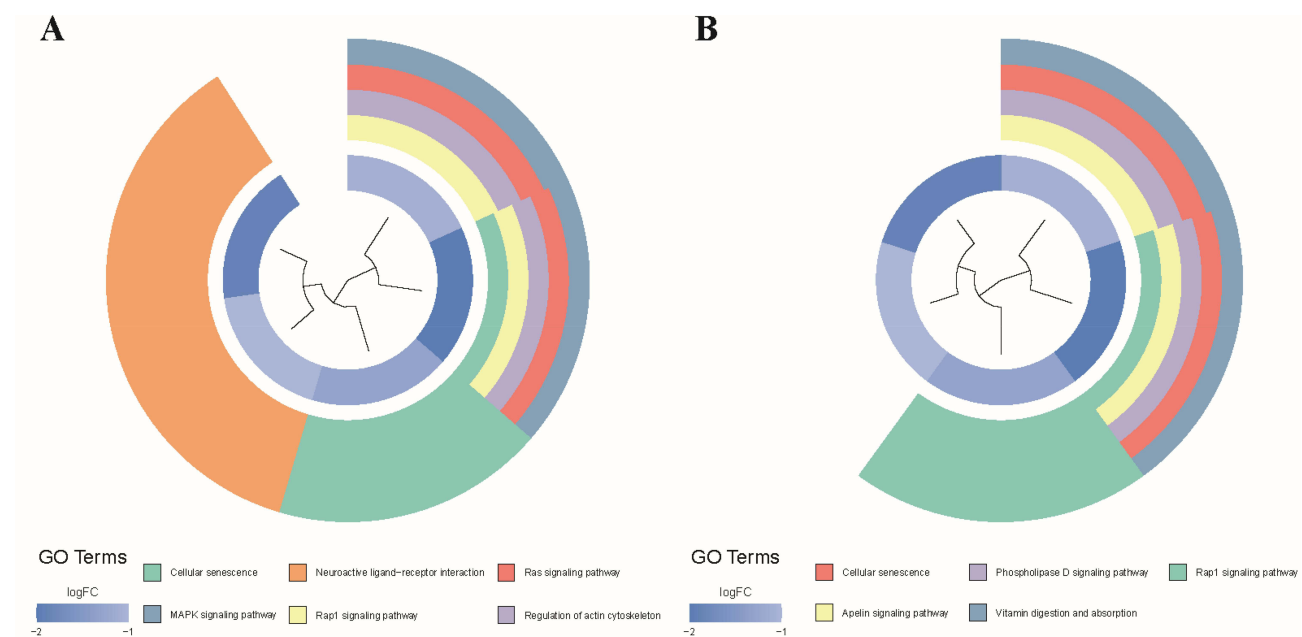 A
B
GO Terms
logFC
−2 −1
Cellular senescence
Neuroactive ligand−receptor interaction
Ras signaling pathway
MAPK signaling pathway
Rap1 signaling pathway
Regulation of actin cytoskeleton
GO Terms
logFC
−2 −1
Cellular senescence
Phospholipase D signaling pathway
Rap1 signaling pathway
Apelin signaling pathway
Vitamin digestion and absorption